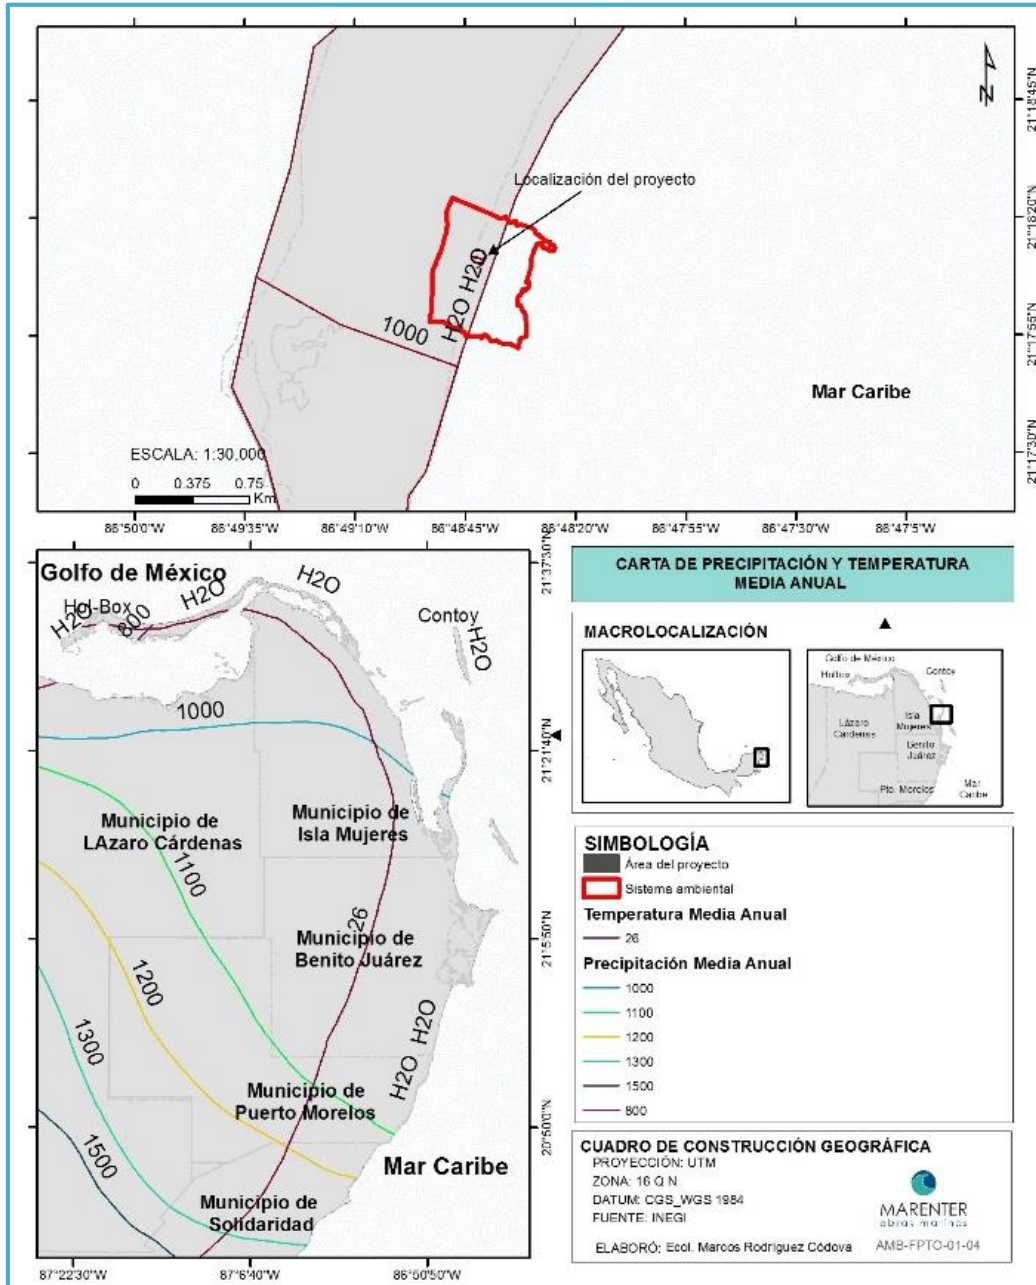 21°18'45"N
Localización del proyecto
21°18'20"N
H2O H2O
1000
21°17'55"N
Mar Caribe
ESCALA: 1:30,000
21°17'30"N
0 0.375 0.75
Km
86°50'0"W 86°49'35"W 86°49'10"W 86°48'45"W 86°48'20"W 86°47'55"W 86°47'30"W 86°47'5"W
Golfo de México
H2O
21°37'30"N
H2O
Hol-Box
H2O
800
Contoy
H2O
1000
21°21'40"N
Municipio de
LAzaro Cárdenas
Municipio de
Isla Mujeres
1100
26
21°5'50"N
Municipio de
Benito Juárez
1200
1300
H2O H2O
Municipio de
Puerto Morelos
20°50'0"N
1500
Mar Caribe
Municipio de
Solidaridad
87°22'30"W 87°6'40"W 86°50'50"W
CARTA DE PRECIPITACIÓN Y TEMPERATURA
MEDIA ANUAL
MACROLOCALIZACIÓN
Golfo de México
Holbox
Contoy
Lázaro
Cárdenas
Isla
Mujeres
Benito
Juárez
Pto. Morelos
Mar
Caribe
SIMBOLOGÍA
Área del proyecto
Sistema ambiental
Temperatura Media Anual
26
Precipitación Media Anual
1000
1100
1200
1300
1500
800
CUADRO DE CONSTRUCCIÓN GEOGRÁFICA
PROYECCIÓN: UTM
ZONA: 16 Q N
DATUM: CGS_WGS 1984
FUENTE: INEGI
ELABORÓ: Ecol. Marcos Rodríguez Códova
MARENTER
obras marinas
AMB-FPTO-01-04